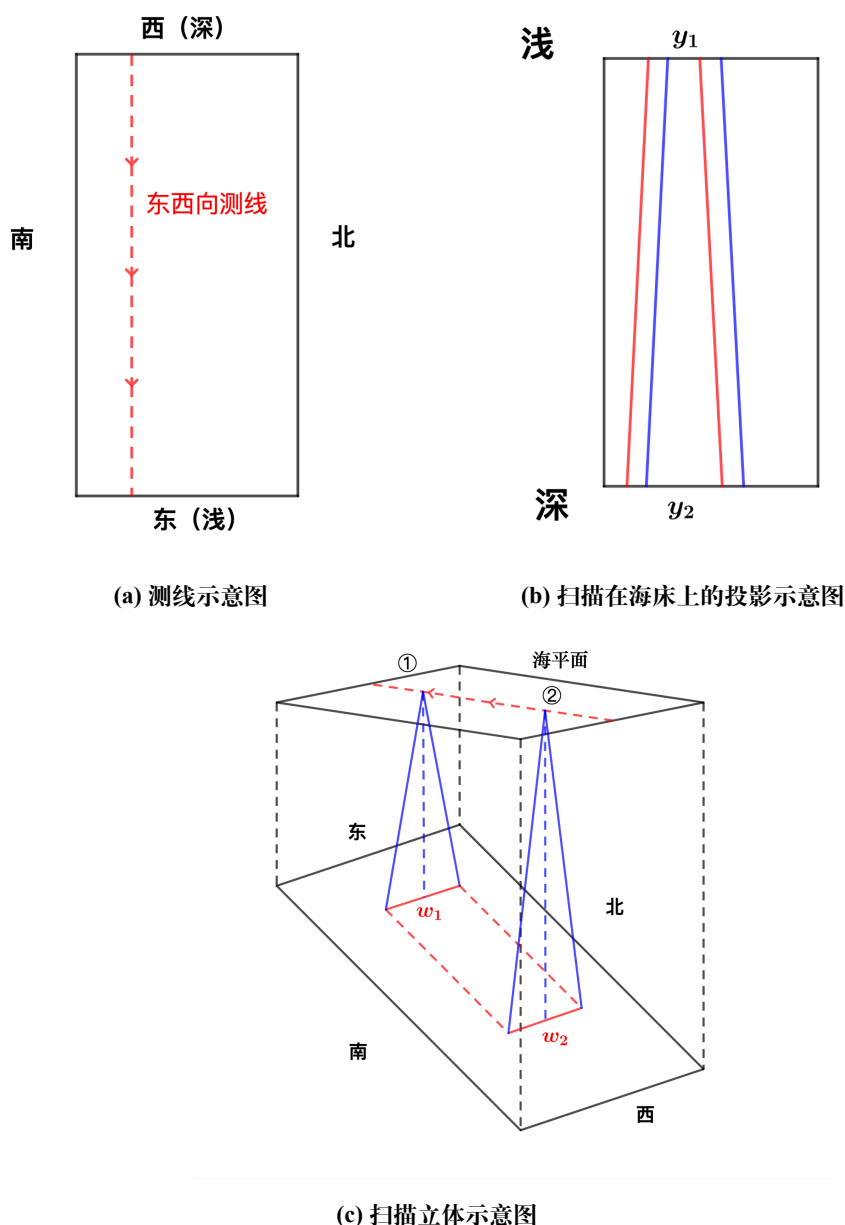 西（深）
东西向测线
南
北
东（浅）
(a) 测线示意图
浅
y₁
深
y₂
(b) 扫描在海床上的投影示意图
①
海平面
②
东
w₁
北
w₂
南
西
(c) 扫描立体示意图